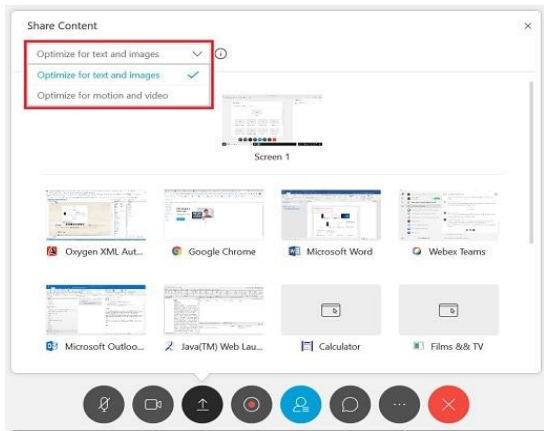 Share Content
Optimize for text and images
Optimize for text and images
Optimize for motion and video
Screen 1
Oxygen XML Aut... Google Chrome Microsoft Word Webex Teams
Microsoft Outloo... Java(TM) Web Lau... Calculator Films && TV